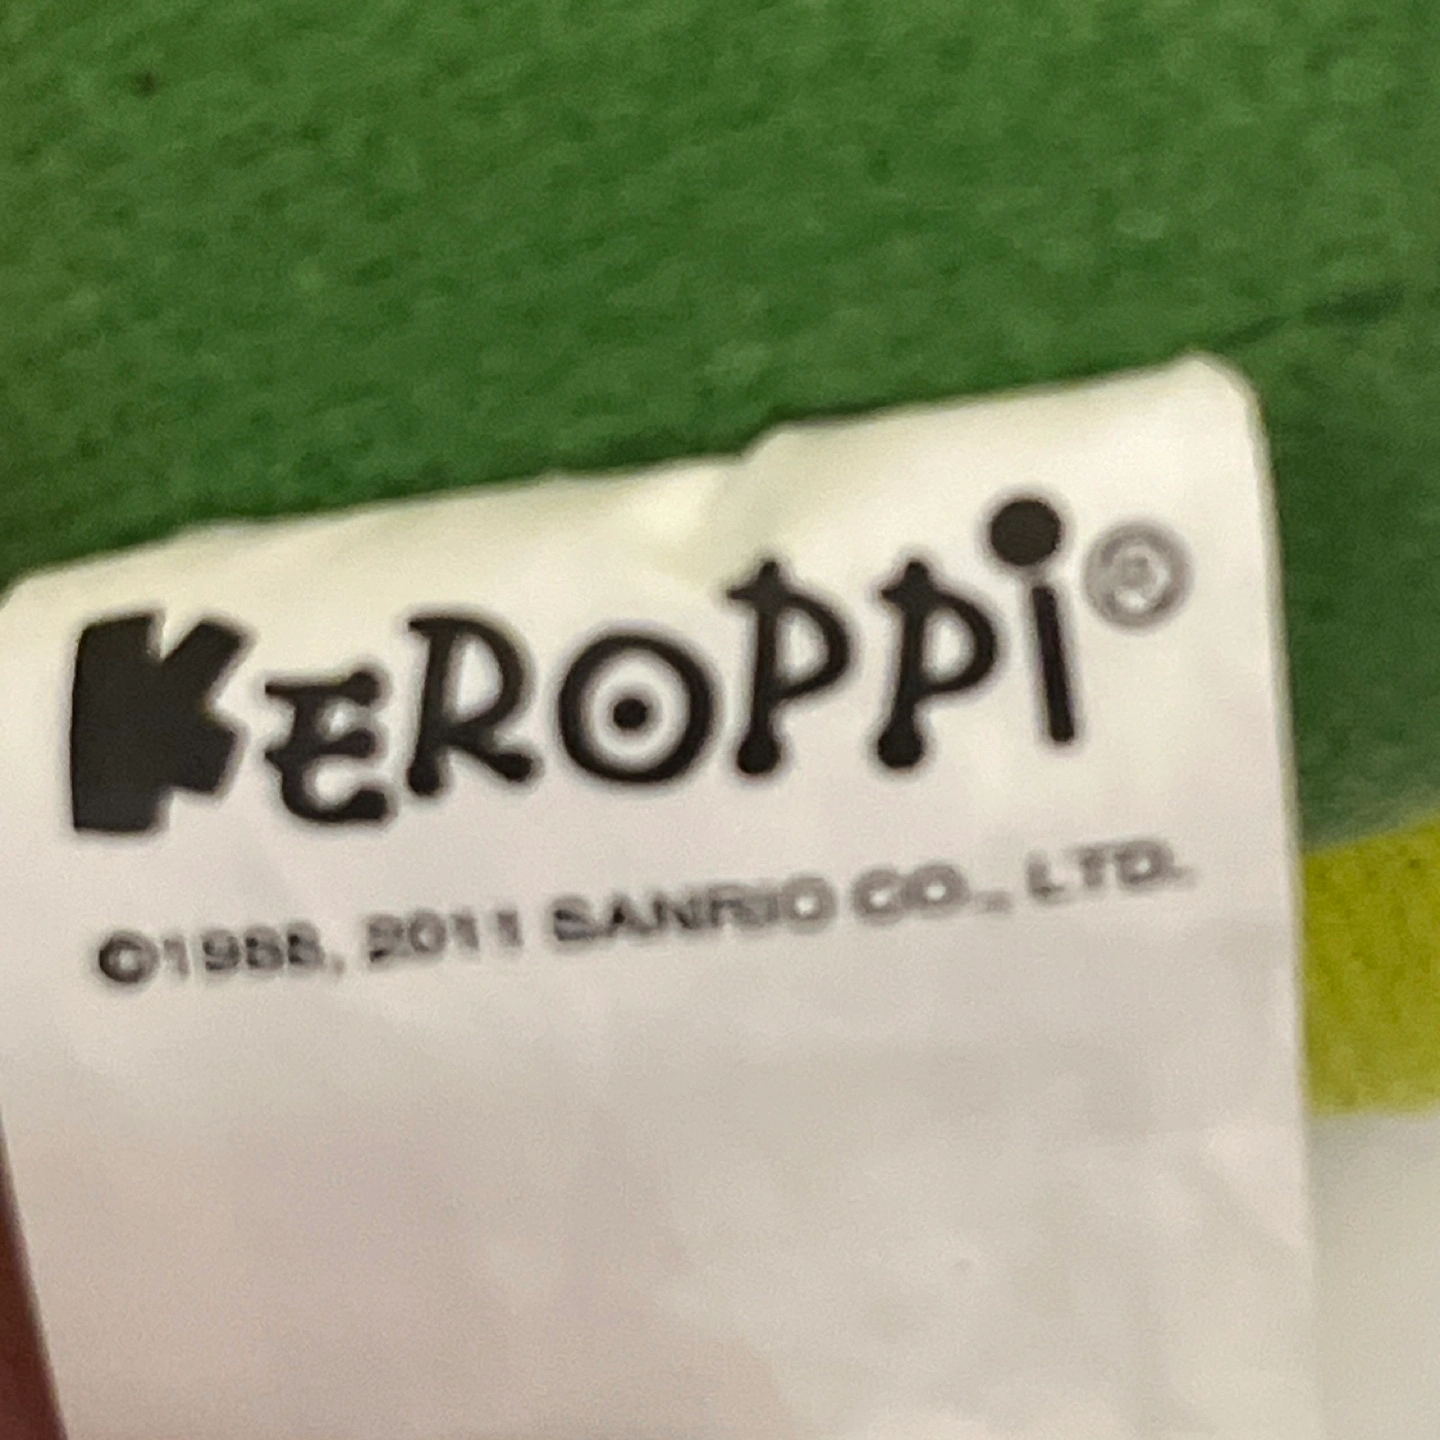 KEROPPi®
©1988, 2011 SANRIO CO., LTD.